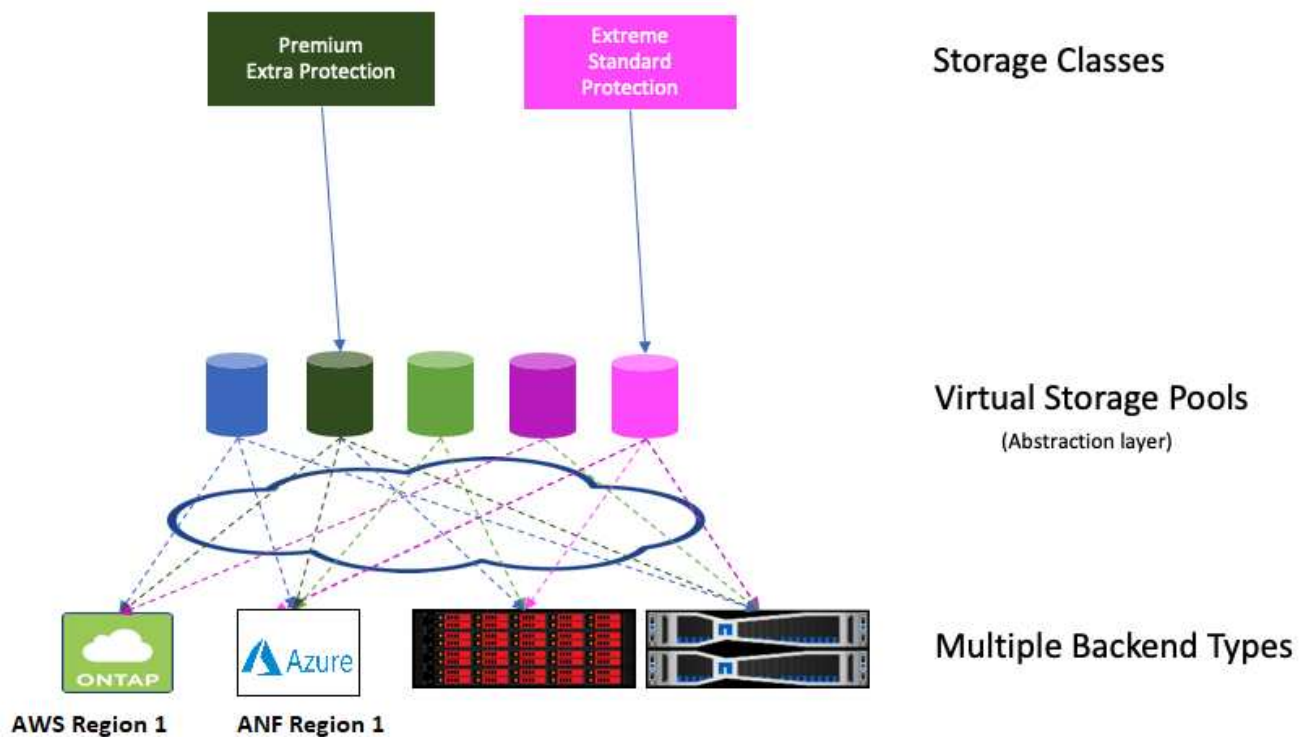 Premium
Extra Protection
Extreme
Standard
Protection
Storage Classes
Virtual Storage Pools
(Abstraction layer)
ONTAP
Azure
Multiple Backend Types
AWS Region 1
ANF Region 1